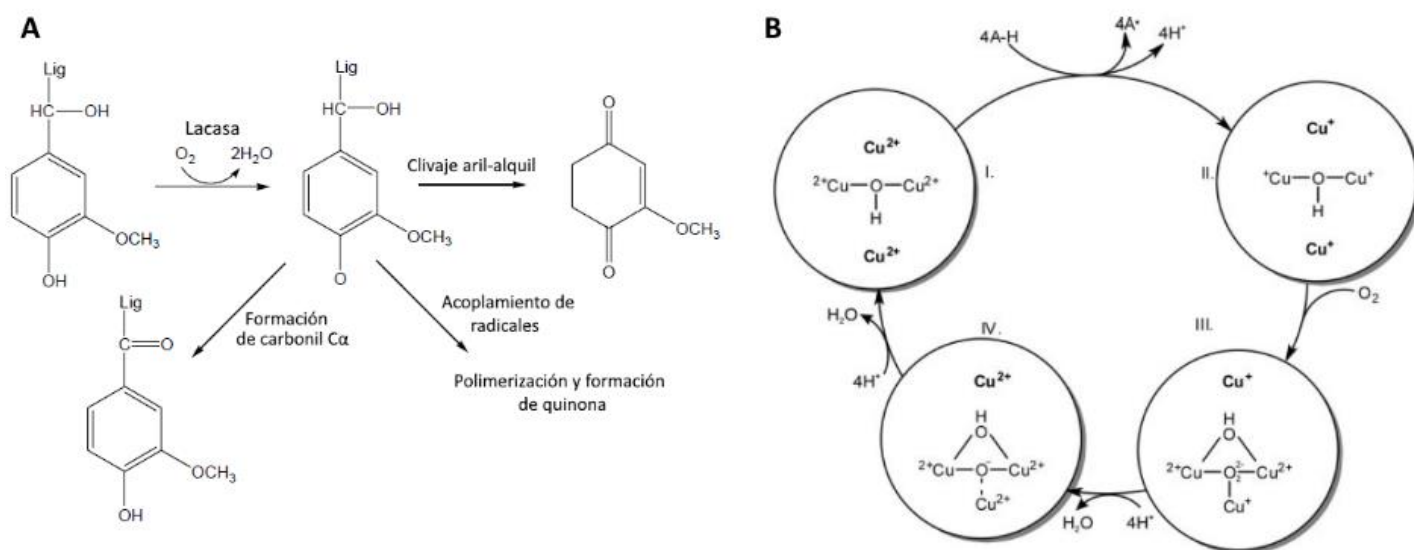 A
Lig
HC—OH
OCH₃
OH
Lacasa
O₂ 2H₂O
Lig
HC—OH
OCH₃
O
Clivaje aril-alquil
O
O
OCH₃
Formación
de carbonil Cα
Acoplamiento de
radicales
Polimerización y formación
de quinona
Lig
C=O
OCH₃
OH
B
4A-H
4A•
4H⁺
Cu²⁺
²⁺Cu—O—Cu²⁺
H
Cu²⁺
I.
Cu⁺
⁺Cu—O—Cu⁺
H
Cu⁺
II.
O₂
III.
Cu⁺
H
O
²⁺Cu—O₂²⁻—Cu²⁺
Cu⁺
H₂O 4H⁺
IV.
Cu²⁺
H
O
²⁺Cu—O⁻—Cu²⁺
Cu²⁺
H₂O
4H⁺